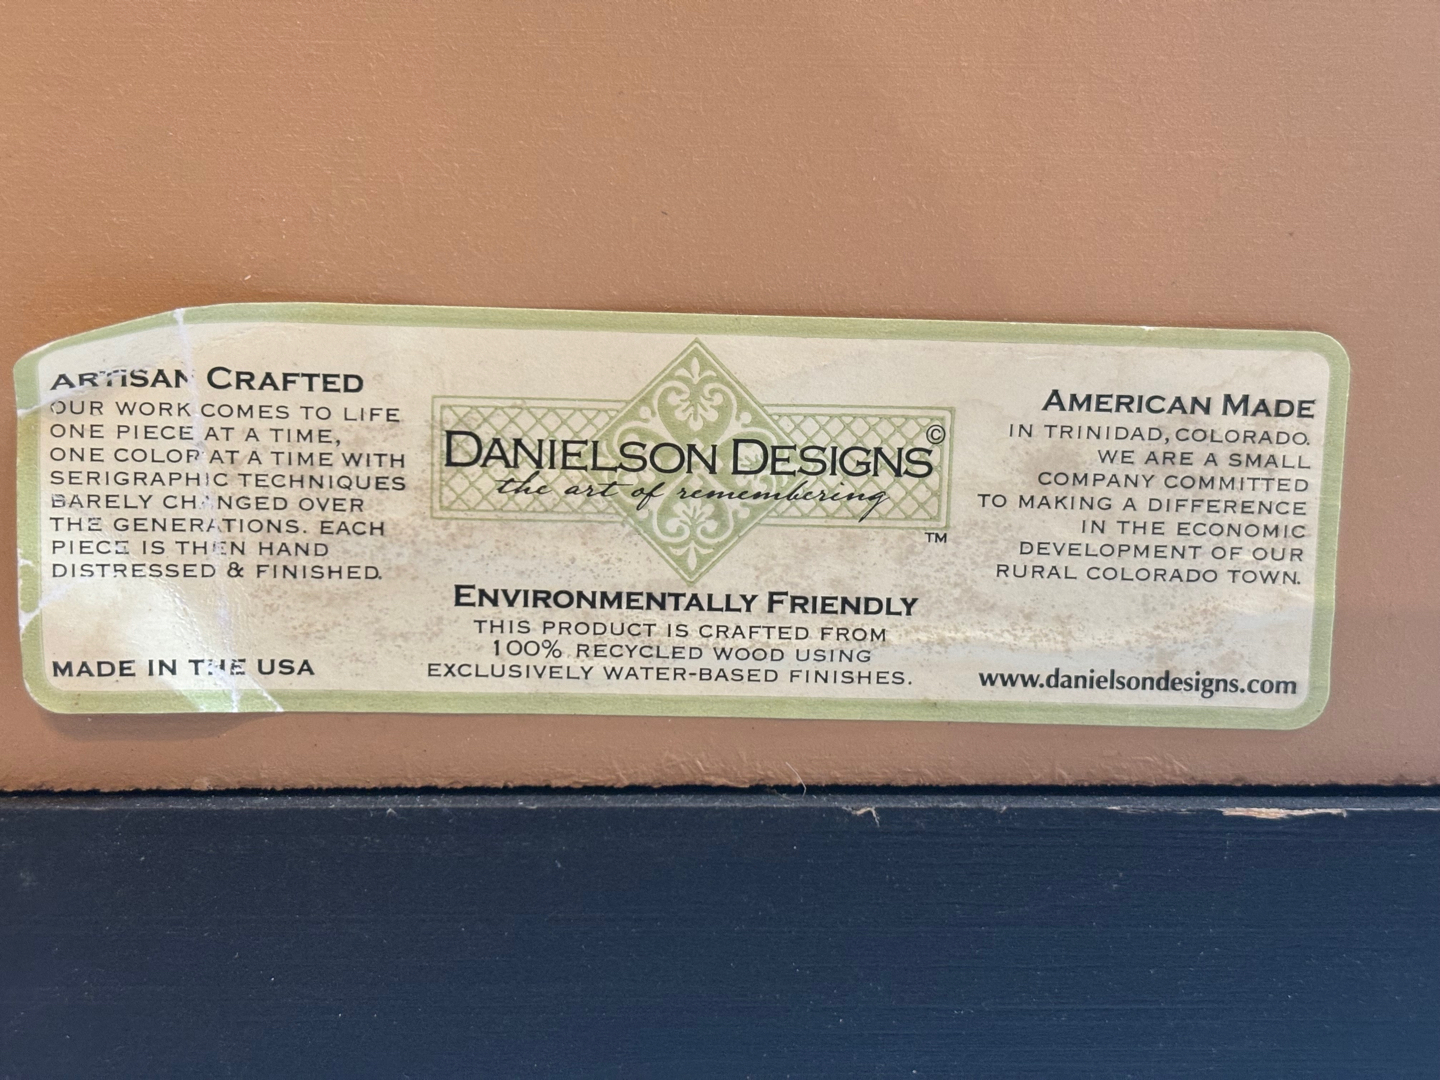 ARTISAN CRAFTED
OUR WORK COMES TO LIFE
ONE PIECE AT A TIME,
ONE COLOR AT A TIME WITH
SERIGRAPHIC TECHNIQUES
BARELY CHANGED OVER
THE GENERATIONS. EACH
PIECE IS THEN HAND
DISTRESSED & FINISHED.
MADE IN THE USA
DANIELSON DESIGNS©
the art of remembering
TM
ENVIRONMENTALLY FRIENDLY
THIS PRODUCT IS CRAFTED FROM
100% RECYCLED WOOD USING
EXCLUSIVELY WATER-BASED FINISHES.
AMERICAN MADE
IN TRINIDAD, COLORADO.
WE ARE A SMALL
COMPANY COMMITTED
TO MAKING A DIFFERENCE
IN THE ECONOMIC
DEVELOPMENT OF OUR
RURAL COLORADO TOWN.
www.danielsondesigns.com